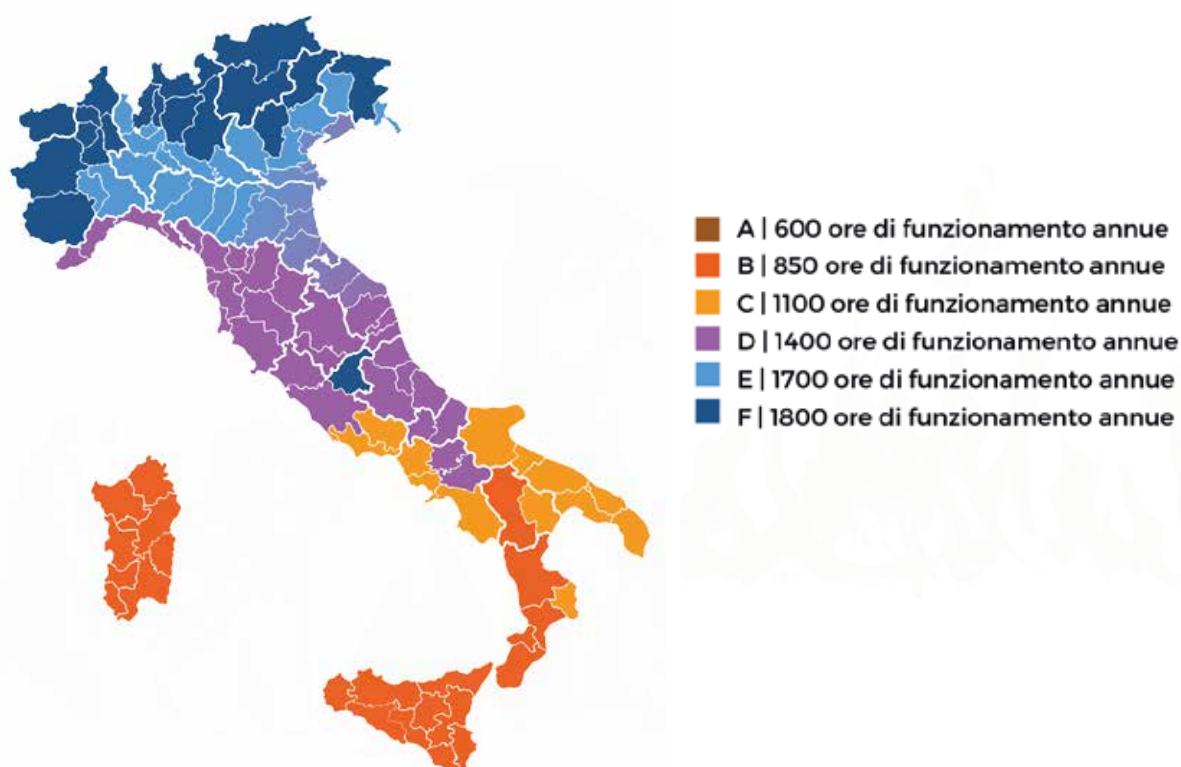 A | 600 ore di funzionamento annue
B | 850 ore di funzionamento annue
C | 1100 ore di funzionamento annue
D | 1400 ore di funzionamento annue
E | 1700 ore di funzionamento annue
F | 1800 ore di funzionamento annue